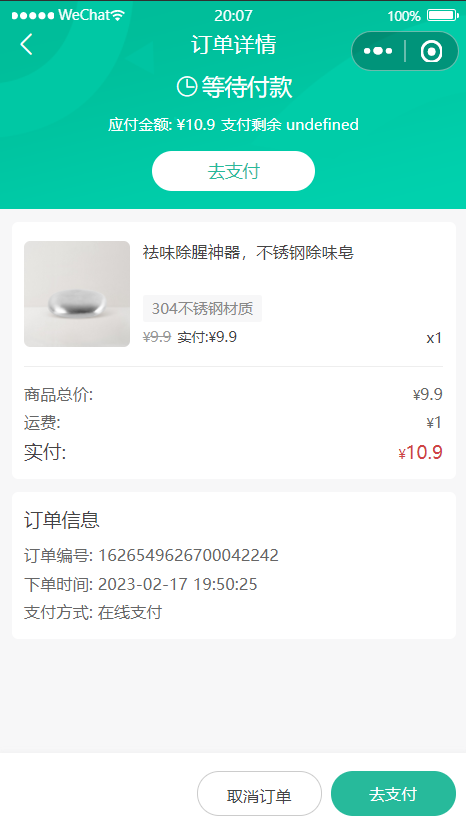 WeChat 20:07 100%
订单详情
等待付款
应付金额: ¥10.9 支付剩余 undefined
去支付
祛味除腥神器，不锈钢除味皂
304不锈钢材质
¥9.9 实付:¥9.9 x1
商品总价: ¥9.9
运费: ¥1
实付: ¥10.9
订单信息
订单编号: 1626549626700042242
下单时间: 2023-02-17 19:50:25
支付方式: 在线支付
取消订单 去支付